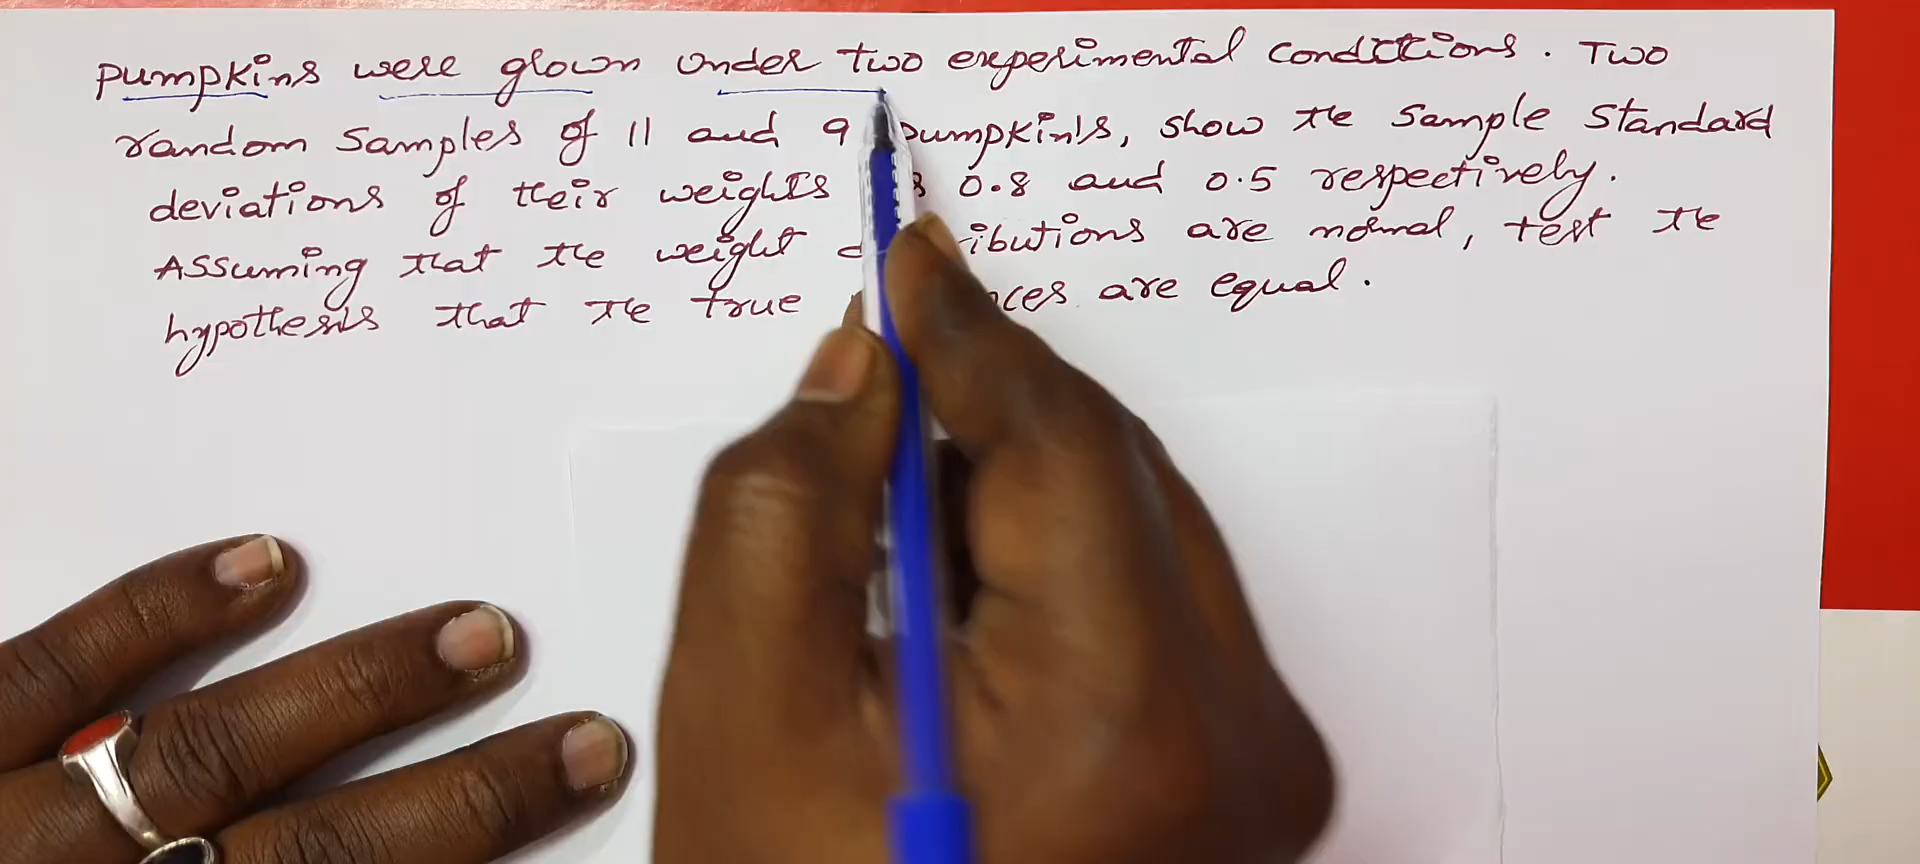 Pumpkins were grown under two experimental conditions. Two
random samples of 11 and 9 pumpkins, show the sample standard
deviations of their weights 0.8 and 0.5 respectively.
Assuming that the weight are normal, test the
hypothesis that the true are equal.